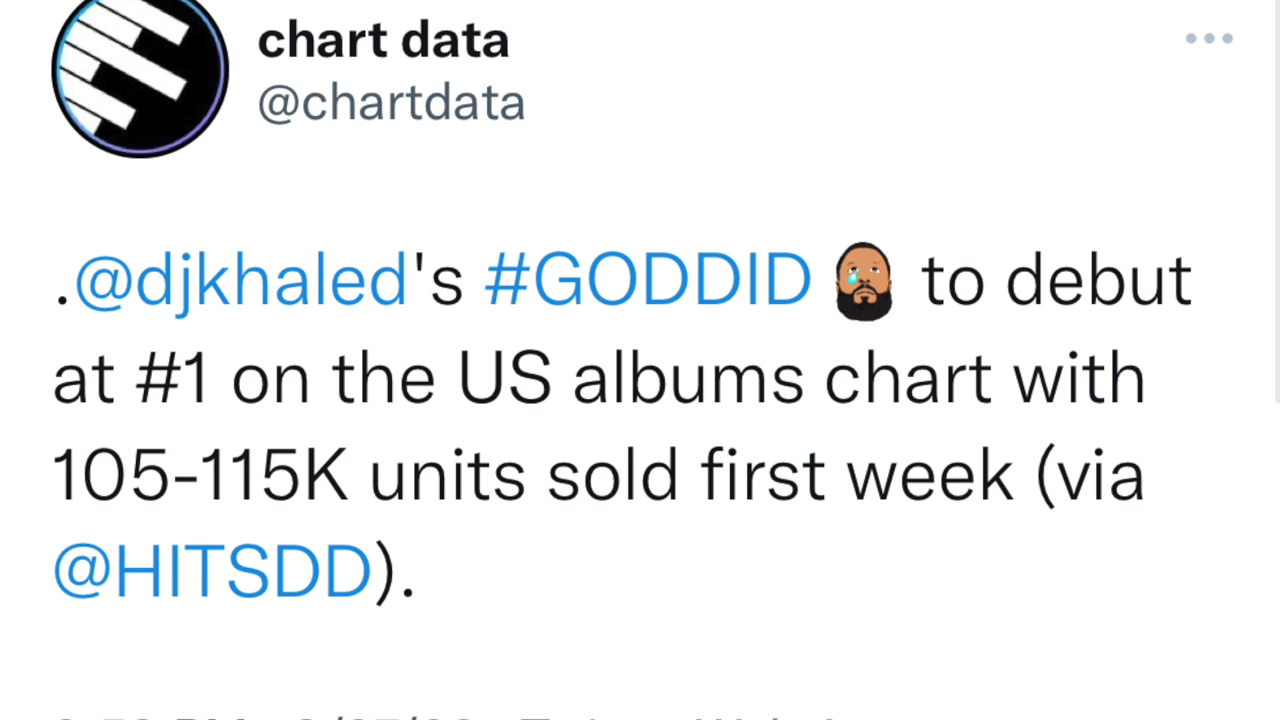 chart data
@chartdata
.@djkhaled's #GODDID to debut
at #1 on the US albums chart with
105-115K units sold first week (via
@HITSDD).